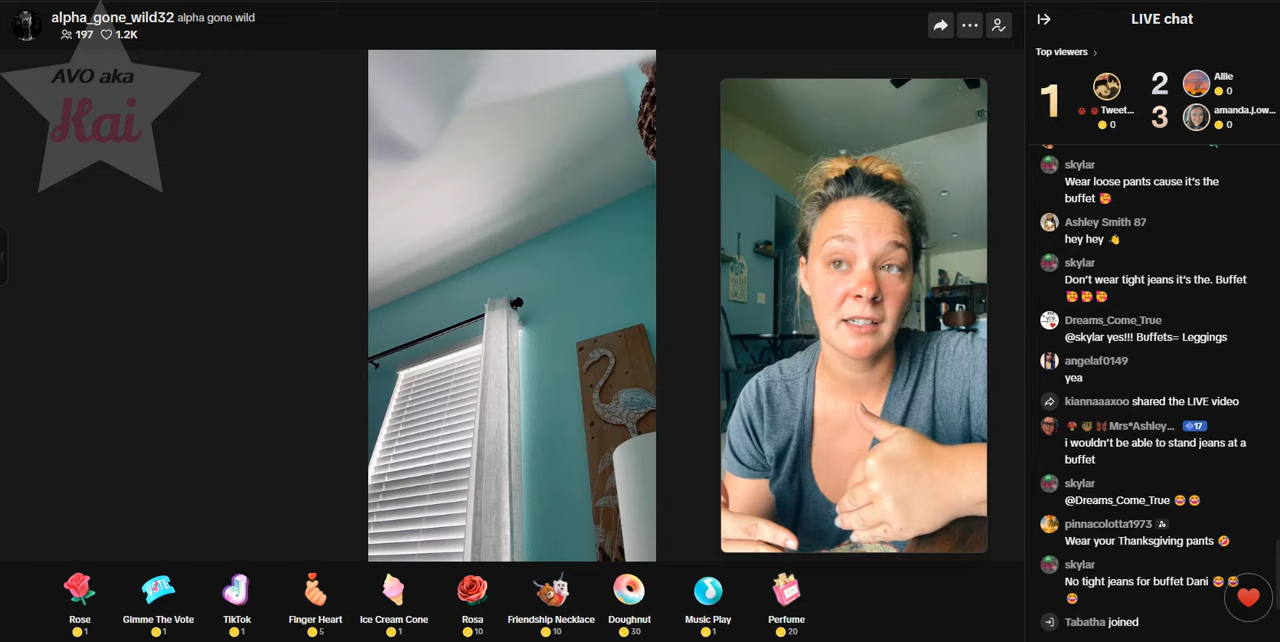 alpha_gone_wild32 alpha gone wild
197 1.2K
AVO aka
Kai
LIVE chat
Top viewers >
1
Tweet...
0
2
Allie
0
3
amanda.j.ow...
0
skylar
Wear loose pants cause it's the
buffet 🥰
Ashley Smith 87
hey hey 👋
skylar
Don't wear tight jeans it's the. Buffet
🥰 🥰 🥰
Dreams_Come_True
@skylar yes!!! Buffets= Leggings
angelaf0149
yea
kiannaaaxoo shared the LIVE video
Mrs*Ashley... 17
i wouldn't be able to stand jeans at a
buffet
skylar
@Dreams_Come_True 😂 😂
pinnacolotta1973
Wear your Thanksgiving pants 🤣
skylar
No tight jeans for buffet Dani 😂 😂
😂
Tabatha joined
VOTE
Rose
1
Gimme The Vote
1
TikTok
1
Finger Heart
5
Ice Cream Cone
1
Rosa
10
Friendship Necklace
10
Doughnut
30
Music Play
1
Perfume
20